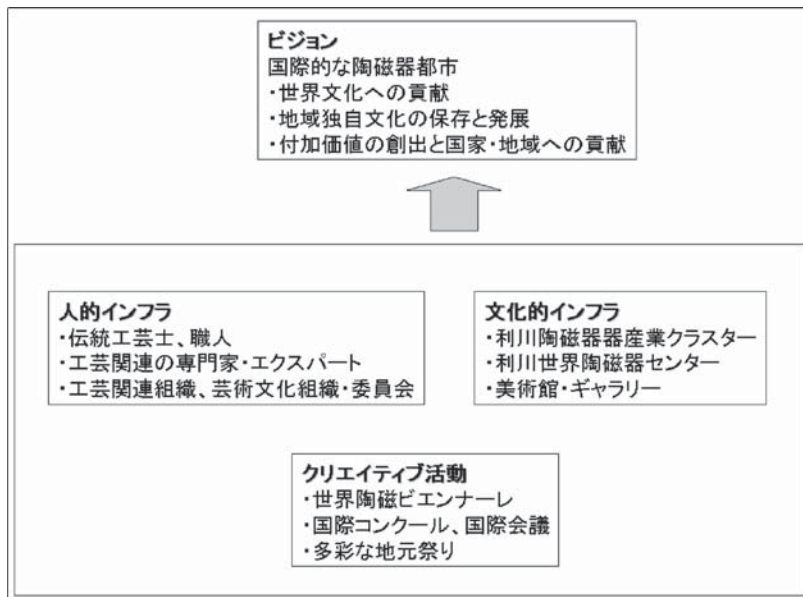 ビジョン
国際的な陶磁器都市
・世界文化への貢献
・地域独自文化の保存と発展
・付加価値の創出と国家・地域への貢献
人的インフラ
・伝統工芸士、職人
・工芸関連の専門家・エクスパート
・工芸関連組織、芸術文化組織・委員会
文化的インフラ
・利川陶磁器器産業クラスター
・利川世界陶磁器センター
・美術館・ギャラリー
クリエイティブ活動
・世界陶磁ビエンナーレ
・国際コンクール、国際会議
・多彩な地元祭り